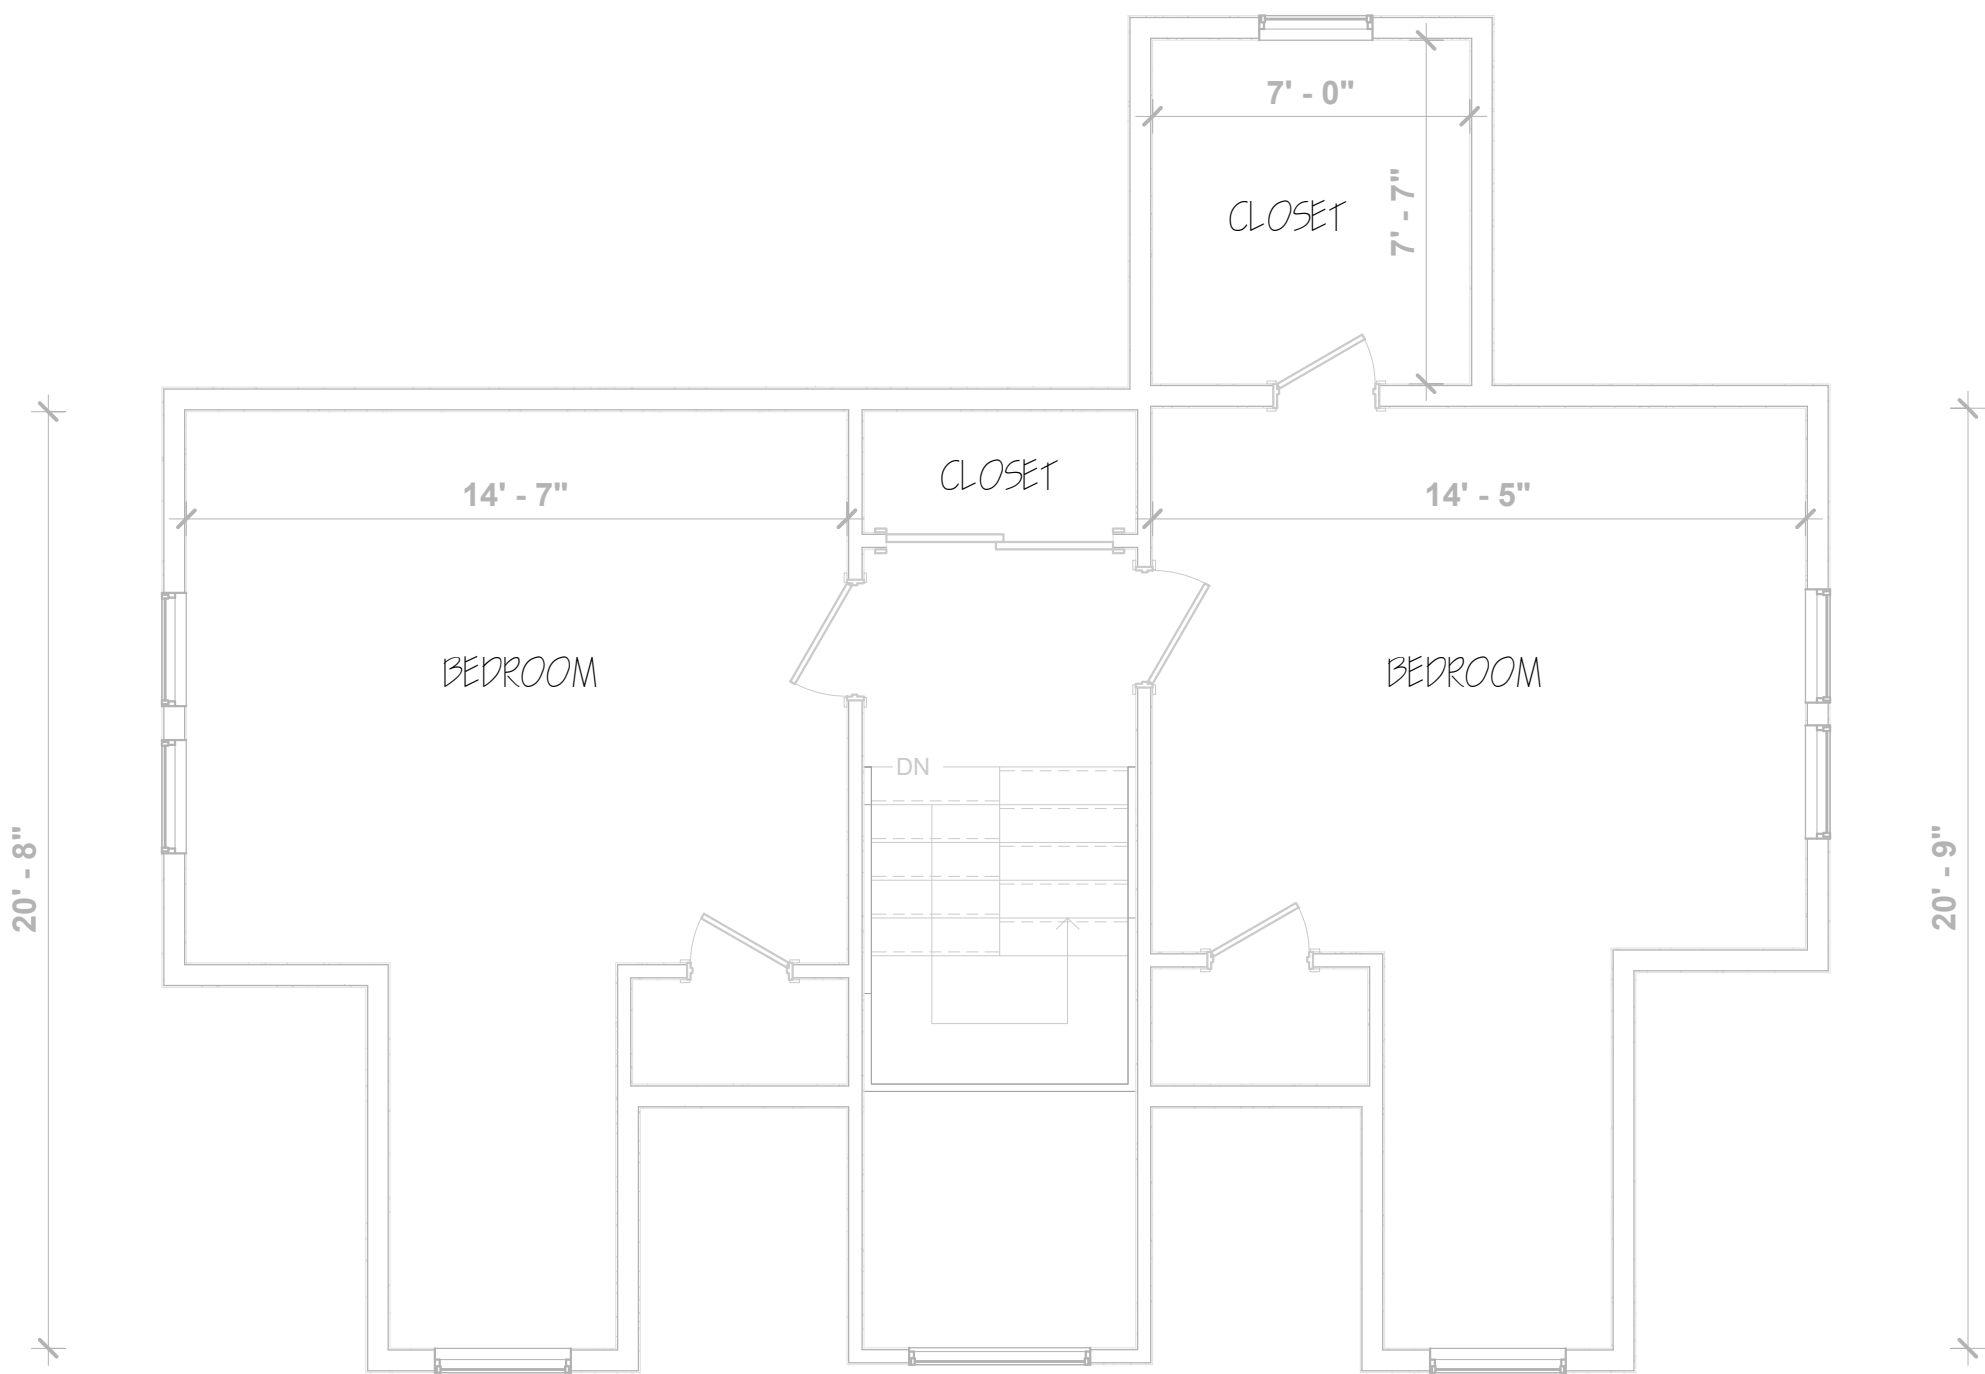 7' - 0"
CLOSET
7' - 7"
CLOSET
14' - 7"
14' - 5"
BEDROOM
BEDROOM
DN
20' - 8"
20' - 9"